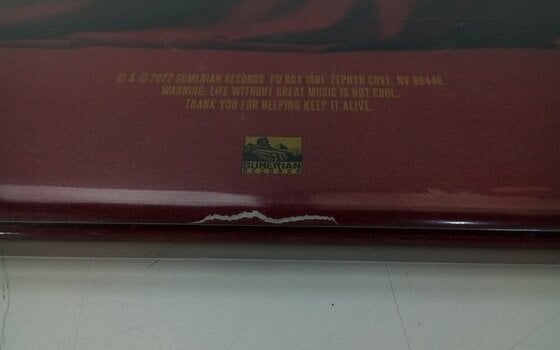 ℗ & © 2022 SUMERIAN RECORDS PO BOX 1681 ZEPHYR COVE, NV 89448.
WARNING: LIFE WITHOUT GREAT MUSIC IS NOT COOL.
THANK YOU FOR HELPING KEEP IT ALIVE.
SUMERIAN
RECORDS